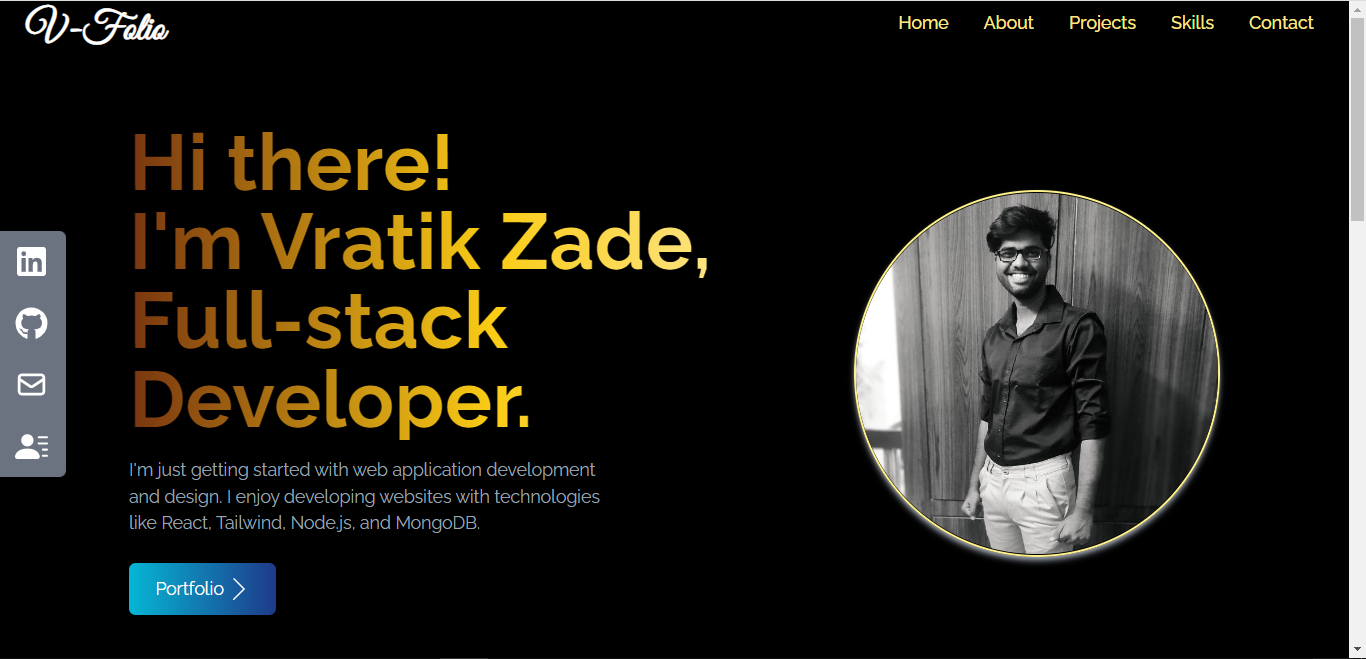 V-Folio
Home About Projects Skills Contact
Hi there!
I'm Vratik Zade,
Full-stack
Developer.
in
I'm just getting started with web application development
and design. I enjoy developing websites with technologies
like React, Tailwind, Node.js, and MongoDB.
Portfolio